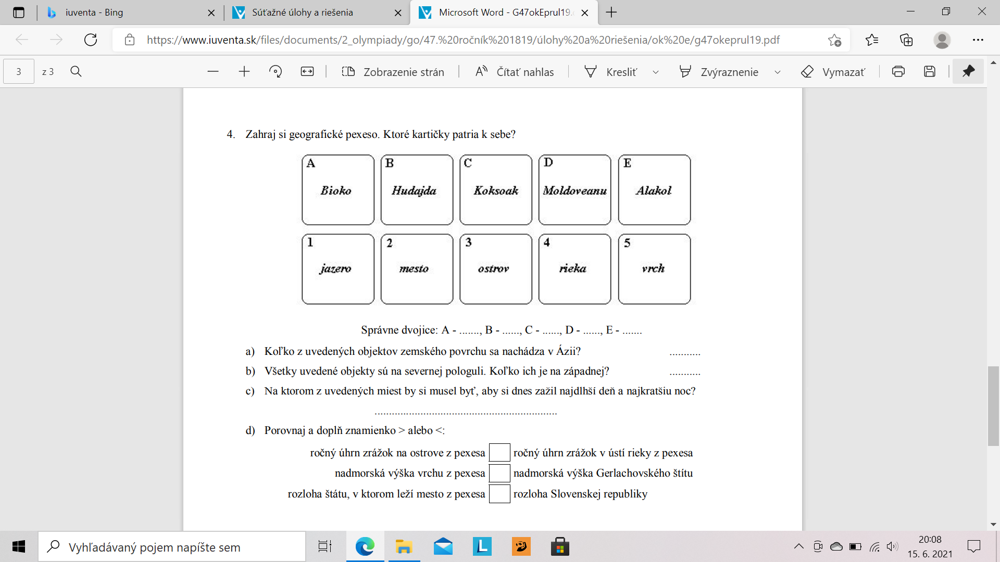 iuventa - Bing
Súťažné úlohy a riešenia
Microsoft Word - G47okEprul19.
https://www.iuventa.sk/files/documents/2_olympiady/go/47.%20ročník%201819/úlohy%20a%20riešenia/ok%20e/g47okeprul19.pdf
3 z 3 Zobrazenie strán Čítať nahlas Kresliť Zvýraznenie Vymazať
4. Zahraj si geografické pexeso. Ktoré kartičky patria k sebe?
A B C D E
Bioko Hudajda Koksoak Moldoveanu Alakol
1 2 3 4 5
jazero mesto ostrov rieka vrch
Správne dvojice: A - ......., B - ......, C - ......, D - ......, E - .......
a) Koľko z uvedených objektov zemského povrchu sa nachádza v Ázii? ...........
b) Všetky uvedené objekty sú na severnej pologuli. Koľko ich je na západnej? ...........
c) Na ktorom z uvedených miest by si musel byť, aby si dnes zažil najdlhší deň a najkratšiu noc?
................................................................
d) Porovnaj a doplň znamienko > alebo <:
ročný úhrn zrážok na ostrove z pexesa ročný úhrn zrážok v ústí rieky z pexesa
nadmorská výška vrchu z pexesa nadmorská výška Gerlachovského štítu
rozloha štátu, v ktorom leží mesto z pexesa rozloha Slovenskej republiky
Vyhľadávaný pojem napíšte sem
L
20:08
15. 6. 2021